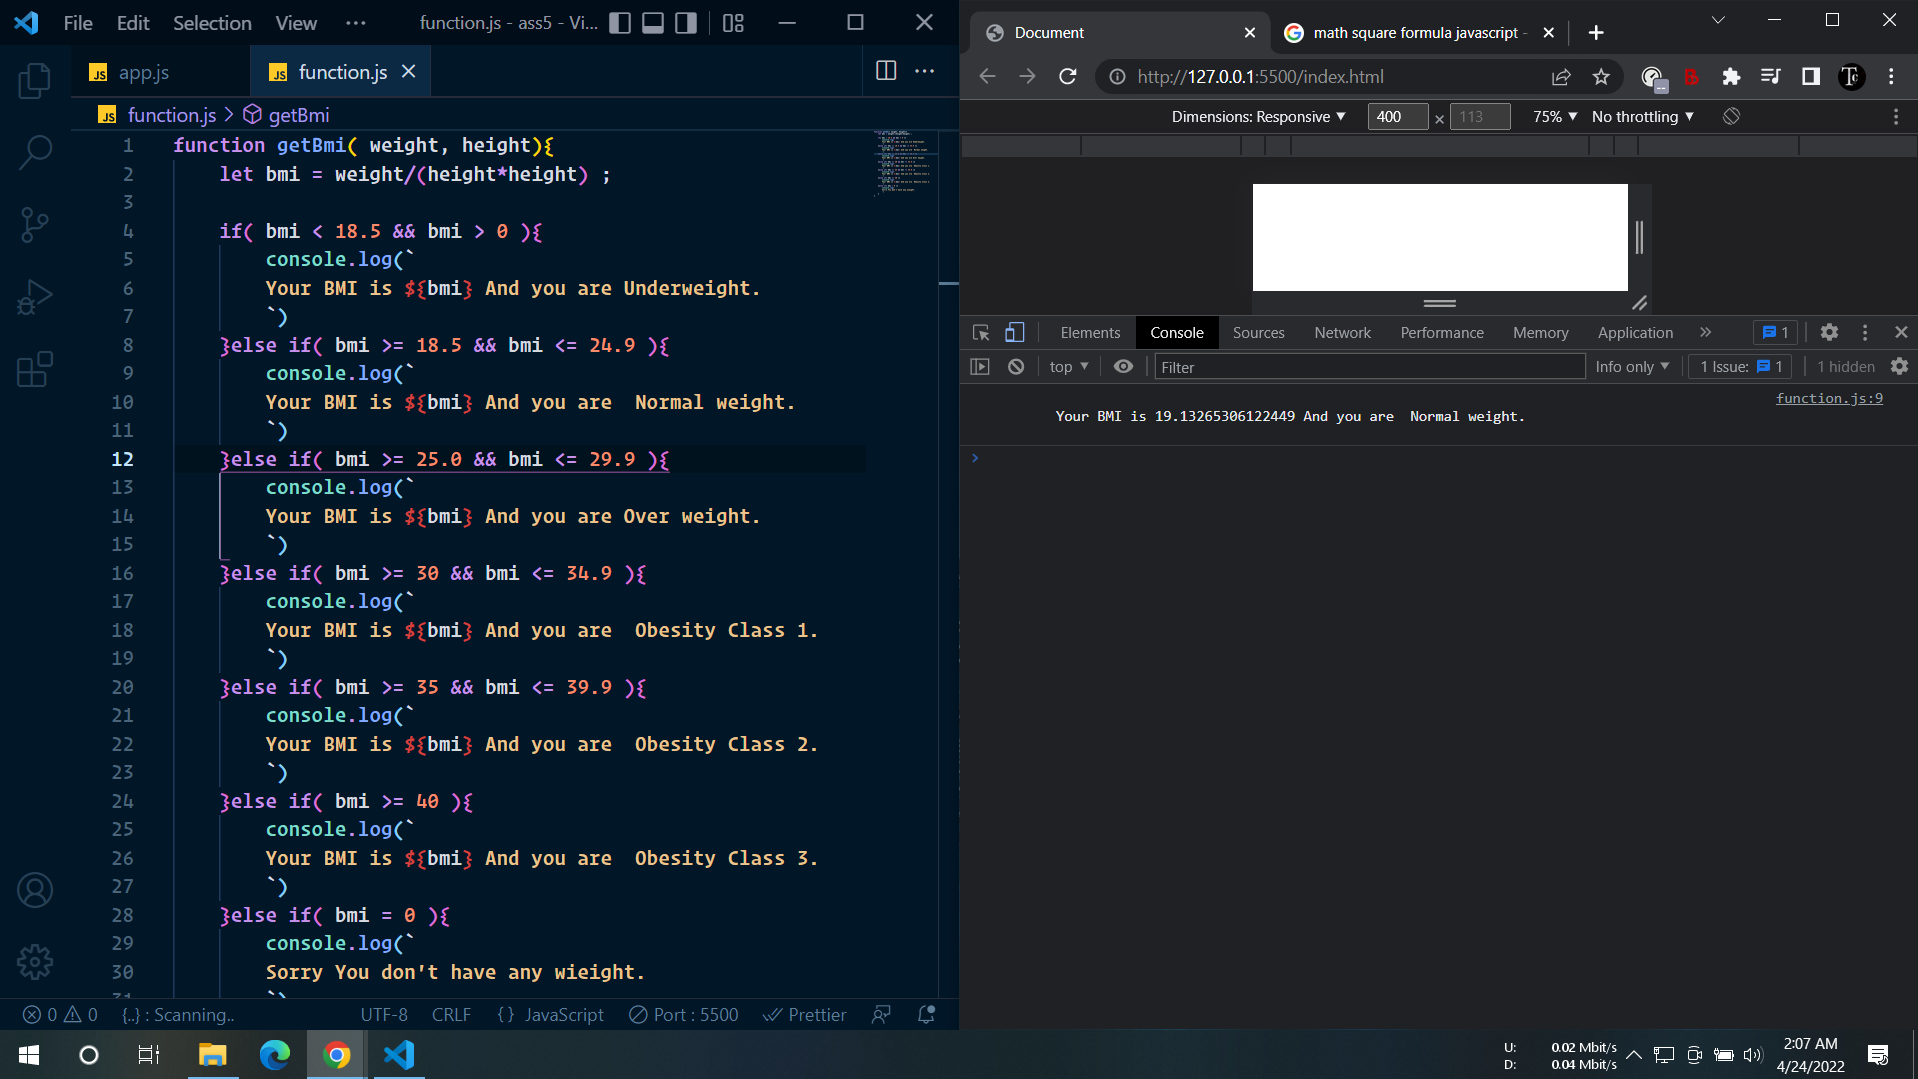 File Edit Selection View ··· function.js - ass5 - Vi...
JS app.js JS function.js
JS function.js > getBmi
1 function getBmi( weight, height){
2 let bmi = weight/(height*height) ;
3
4 if( bmi < 18.5 && bmi > 0 ){
5 console.log(`
6 Your BMI is ${bmi} And you are Underweight.
7 `)
8 }else if( bmi >= 18.5 && bmi <= 24.9 ){
9 console.log(`
10 Your BMI is ${bmi} And you are  Normal weight.
11 `)
12 }else if( bmi >= 25.0 && bmi <= 29.9 ){
13 console.log(`
14 Your BMI is ${bmi} And you are Over weight.
15 `)
16 }else if( bmi >= 30 && bmi <= 34.9 ){
17 console.log(`
18 Your BMI is ${bmi} And you are  Obesity Class 1.
19 `)
20 }else if( bmi >= 35 && bmi <= 39.9 ){
21 console.log(`
22 Your BMI is ${bmi} And you are  Obesity Class 2.
23 `)
24 }else if( bmi >= 40 ){
25 console.log(`
26 Your BMI is ${bmi} And you are  Obesity Class 3.
27 `)
28 }else if( bmi = 0 ){
29 console.log(`
30 Sorry You don't have any wieight.
31 `)
0 0 {..} : Scanning.. UTF-8 CRLF {} JavaScript Port : 5500 Prettier
Document math square formula javascript -
http://127.0.0.1:5500/index.html
Dimensions: Responsive 400 × 113 75% No throttling
Elements Console Sources Network Performance Memory Application » 1
top Filter Info only 1 Issue: 1 1 hidden
function.js:9
Your BMI is 19.13265306122449 And you are  Normal weight.
U: 0.02 Mbit/s
D: 0.04 Mbit/s
2:07 AM
4/24/2022